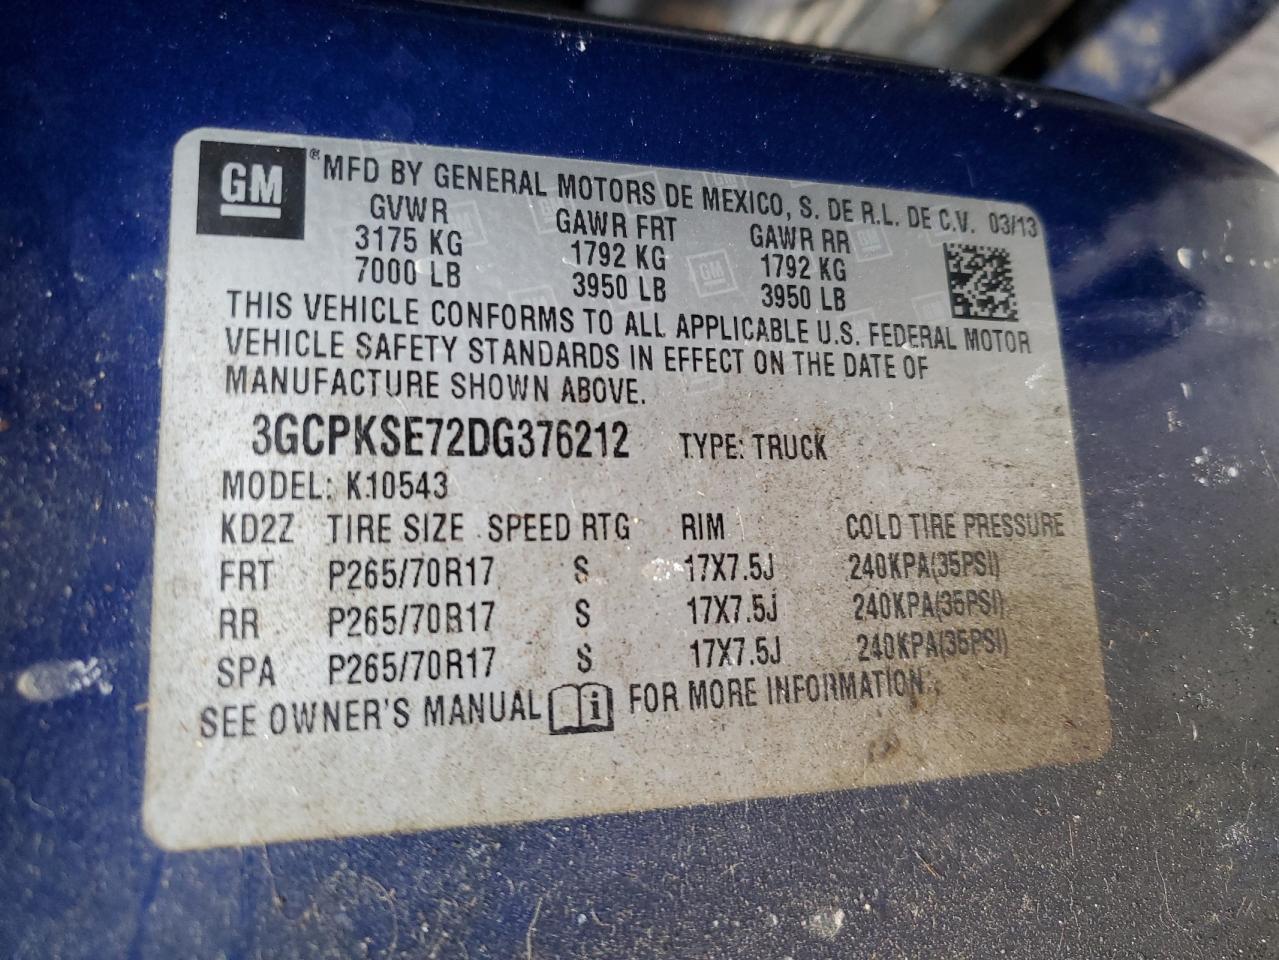 GM ® MFD BY GENERAL MOTORS DE MEXICO, S. DE R.L. DE C.V. 03/13
GVWR GAWR FRT GAWR RR
3175 KG 1792 KG 1792 KG
7000 LB 3950 LB 3950 LB
THIS VEHICLE CONFORMS TO ALL APPLICABLE U.S. FEDERAL MOTOR
VEHICLE SAFETY STANDARDS IN EFFECT ON THE DATE OF
MANUFACTURE SHOWN ABOVE.
3GCPKSE72DG376212 TYPE: TRUCK
MODEL: K10543
KD2Z TIRE SIZE SPEED RTG RIM COLD TIRE PRESSURE
FRT P265/70R17 S 17X7.5J 240KPA(35PSI)
RR P265/70R17 S 17X7.5J 240KPA(35PSI)
SPA P265/70R17 S 17X7.5J 240KPA(35PSI)
SEE OWNER'S MANUAL i FOR MORE INFORMATION.